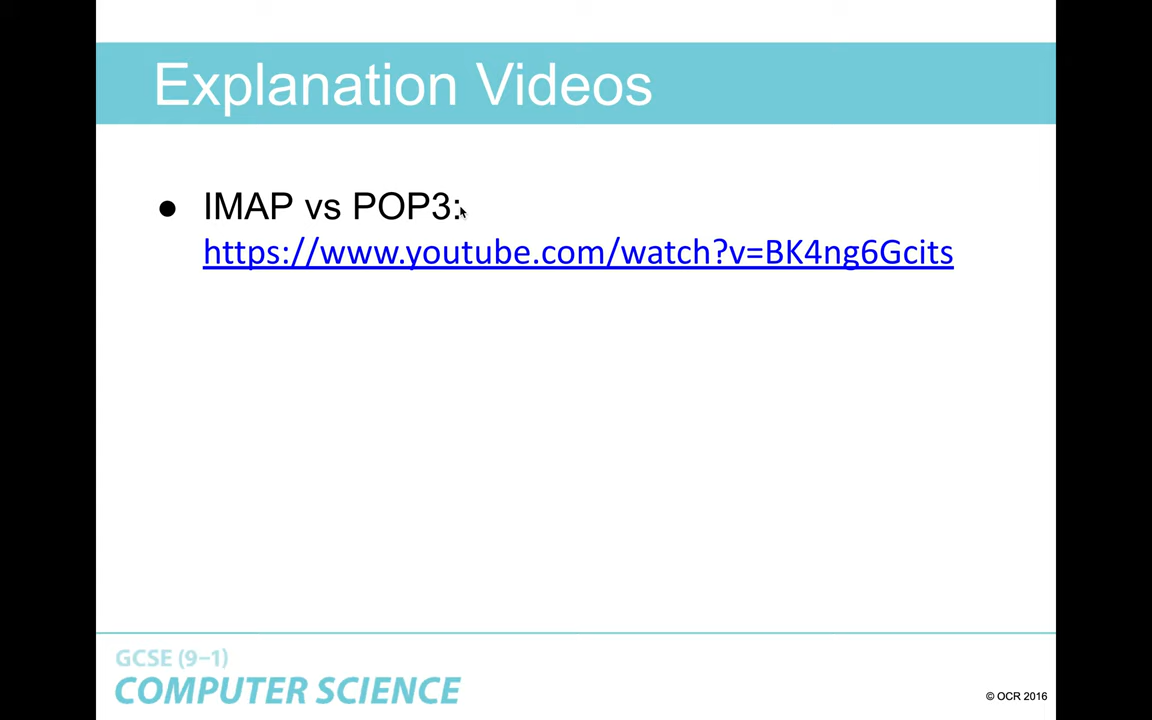 Explanation Videos
● IMAP vs POP3:
https://www.youtube.com/watch?v=BK4ng6Gcits
GCSE (9–1)
COMPUTER SCIENCE
© OCR 2016